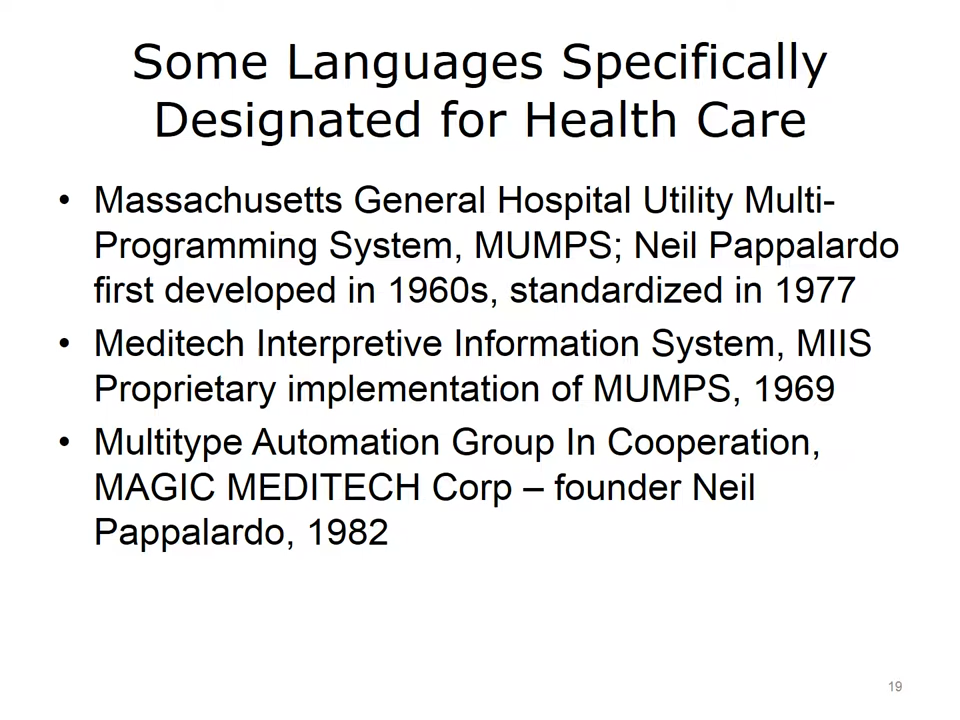 Some Languages Specifically
Designated for Health Care
• Massachusetts General Hospital Utility Multi-
Programming System, MUMPS; Neil Pappalardo
first developed in 1960s, standardized in 1977
• Meditech Interpretive Information System, MIIS
Proprietary implementation of MUMPS, 1969
• Multitype Automation Group In Cooperation,
MAGIC MEDITECH Corp – founder Neil
Pappalardo, 1982
19